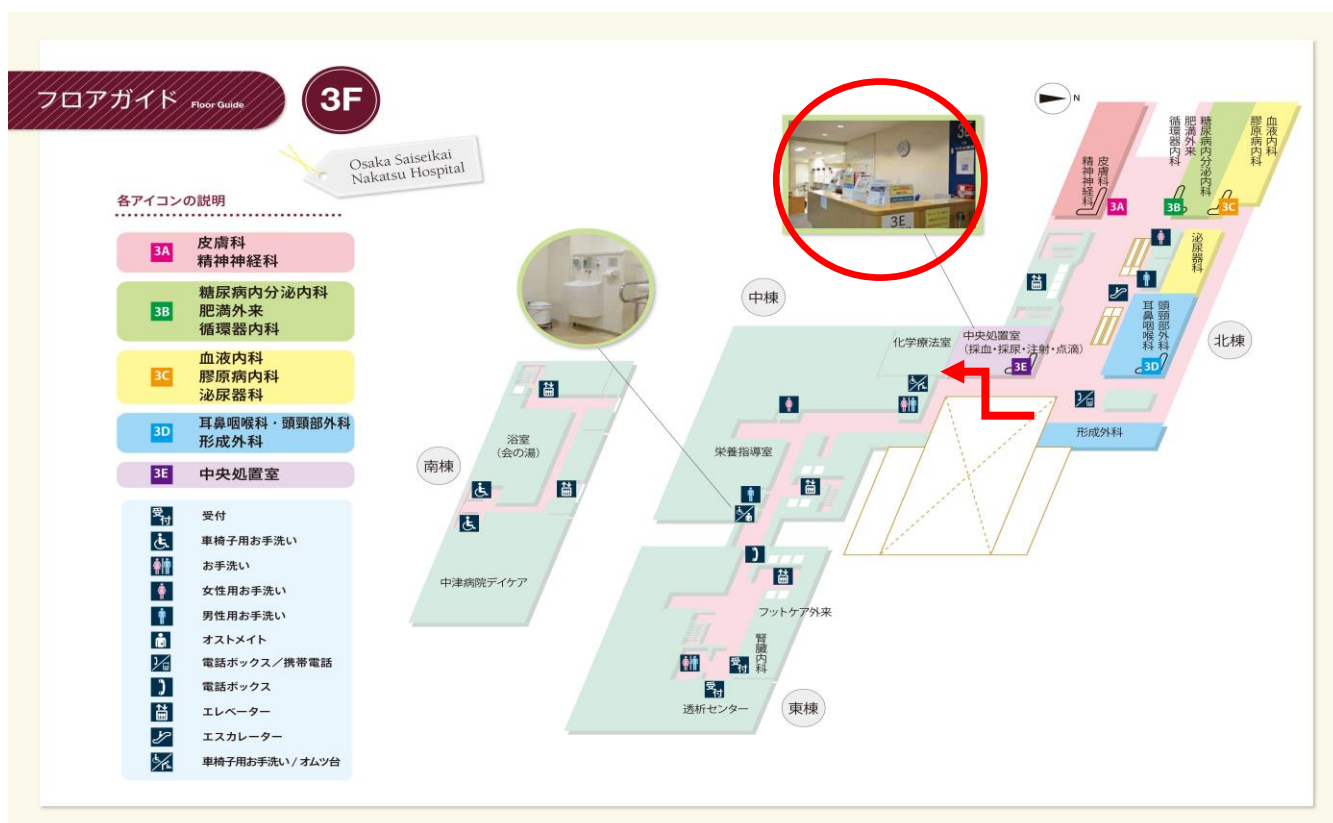 フロアガイド Floor Guide
3F
Osaka Saiseikai
Nakatsu Hospital
各アイコンの説明
3A
皮膚科
精神神経科
3B
糖尿病内分泌内科
肥満外来
循環器内科
3C
血液内科
膠原病内科
泌尿器科
3D
耳鼻咽喉科・頭頸部外科
形成外科
3E
中央処置室
受付
受付
車椅子用お手洗い
お手洗い
女性用お手洗い
男性用お手洗い
オストメイト
電話ボックス／携帯電話
電話ボックス
エレベーター
エスカレーター
車椅子用お手洗い / オムツ台
南棟
浴室
(会の湯)
中津病院デイケア
中棟
化学療法室
栄養指導室
中央処置室
(採血・採尿・注射・点滴)
3E
3E
東棟
フットケア外来
腎臓内科
受付
受付
透析センター
N
皮膚科
精神神経科
3A
糖尿病内分泌内科
肥満外来
循環器内科
3B
血液内科
膠原病内科
3C
泌尿器科
頭頸部外科
耳鼻咽喉科
3D
形成外科
北棟